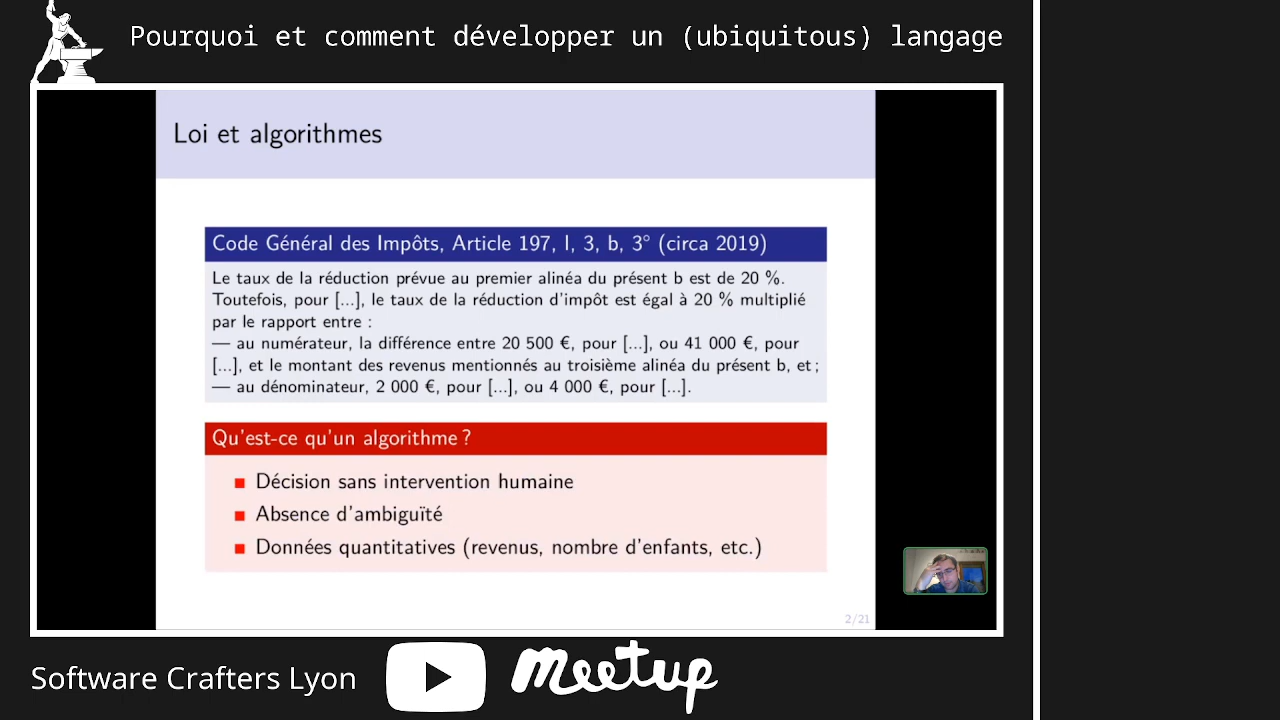 Pourquoi et comment développer un (ubiquitous) langage
Loi et algorithmes
Code Général des Impôts, Article 197, I, 3, b, 3° (circa 2019)
Le taux de la réduction prévue au premier alinéa du présent b est de 20 %.
Toutefois, pour [...], le taux de la réduction d'impôt est égal à 20 % multiplié
par le rapport entre :
— au numérateur, la différence entre 20 500 €, pour [...], ou 41 000 €, pour
[...], et le montant des revenus mentionnés au troisième alinéa du présent b, et ;
— au dénominateur, 2 000 €, pour [...], ou 4 000 €, pour [...].
Qu'est-ce qu'un algorithme ?
Décision sans intervention humaine
Absence d'ambiguïté
Données quantitatives (revenus, nombre d'enfants, etc.)
2/21
Software Crafters Lyon
meetup